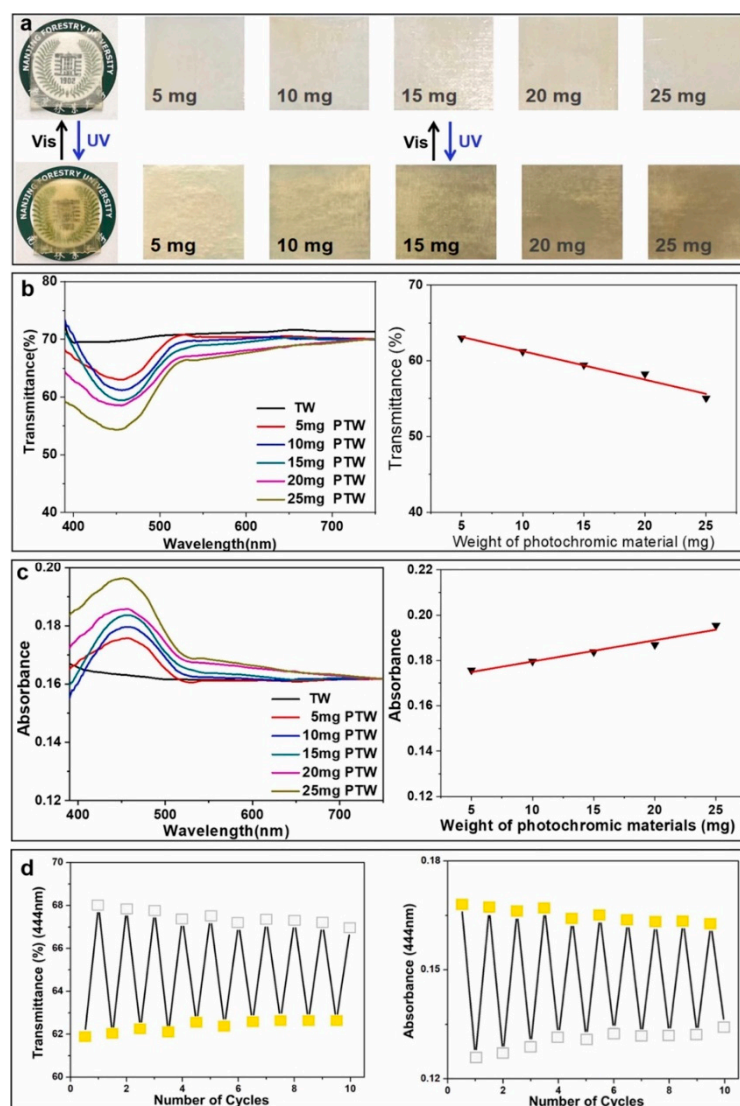 a
NANJING FORESTRY UNIVERSITY
1902
5 mg
10 mg
15 mg
20 mg
25 mg
Vis
UV
Vis
UV
NANJING FORESTRY UNIVERSITY
5 mg
10 mg
15 mg
20 mg
25 mg
b
80
70
60
50
40
Transmittance(%)
TW
5mg PTW
10mg PTW
15mg PTW
20mg PTW
25mg PTW
400
500
600
700
Wavelength(nm)
70
65
60
55
50
45
40
Transmittance (%)
5
10
15
20
25
Weight of photochromic material (mg)
c
0.20
0.18
0.16
0.14
0.12
Absorbance
TW
5mg PTW
10mg PTW
15mg PTW
20mg PTW
25mg PTW
400
500
600
700
Wavelength(nm)
0.22
0.20
0.18
0.16
0.14
0.12
Absorbance
5
10
15
20
25
Weight of photochromic materials (mg)
d
70
68
66
64
62
60
Transmittance (%) (444nm)
0
2
4
6
8
10
Number of Cycles
0.18
0.15
0.12
Absorbance (444nm)
0
2
4
6
8
10
Number of Cycles